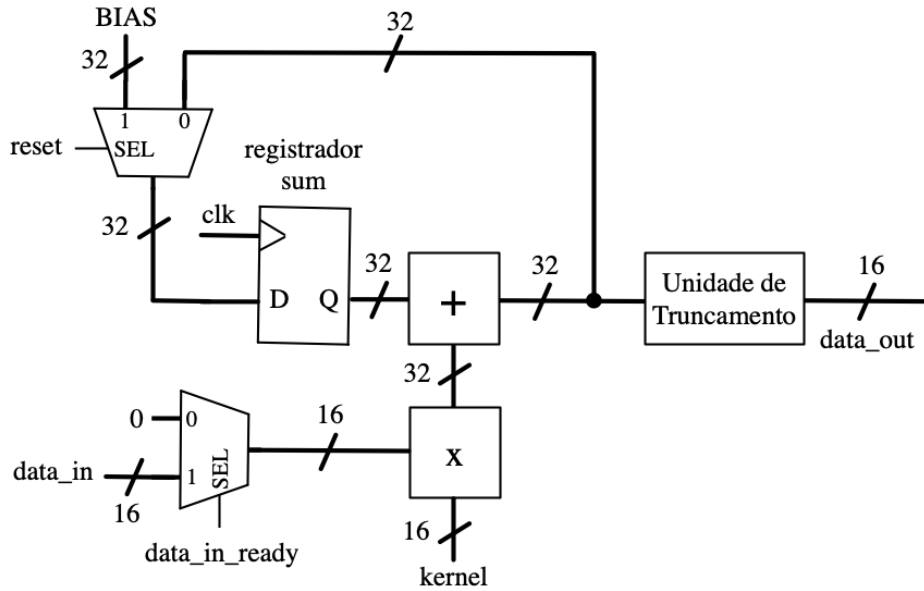 BIAS
32
32
1
0
reset
SEL
registrador
sum
32
clk
D
Q
32
+
32
Unidade de
Truncamento
16
data_out
32
0
0
16
x
data_in
1
SEL
16
16
data_in_ready
kernel